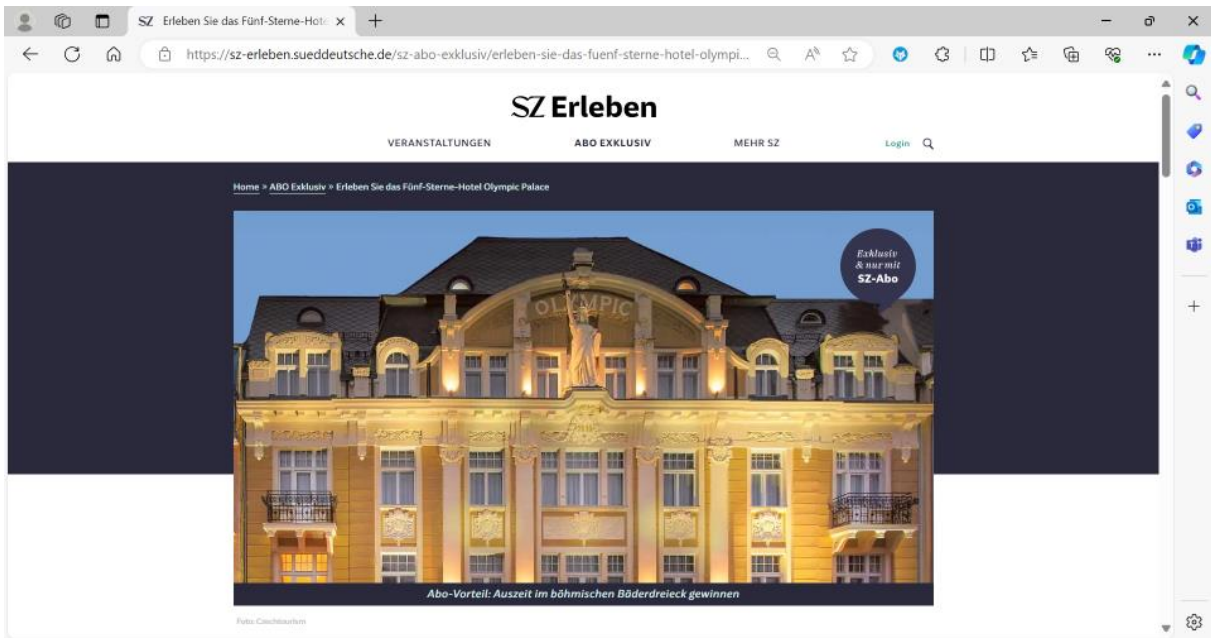 SZ Erleben Sie das Fünf-Sterne-Hote
https://sz-erleben.sueddeutsche.de/sz-abo-exklusiv/erleben-sie-das-fuenf-sterne-hotel-olympi...
SZ Erleben
VERANSTALTUNGEN ABO EXKLUSIV MEHR SZ Login
Home » ABO Exklusiv » Erleben Sie das Fünf-Sterne-Hotel Olympic Palace
Exklusiv
& nur mit
SZ-Abo
OLYMPIC
Abo-Vorteil: Auszeit im böhmischen Bäderdreieck gewinnen
Foto: Czechtourism